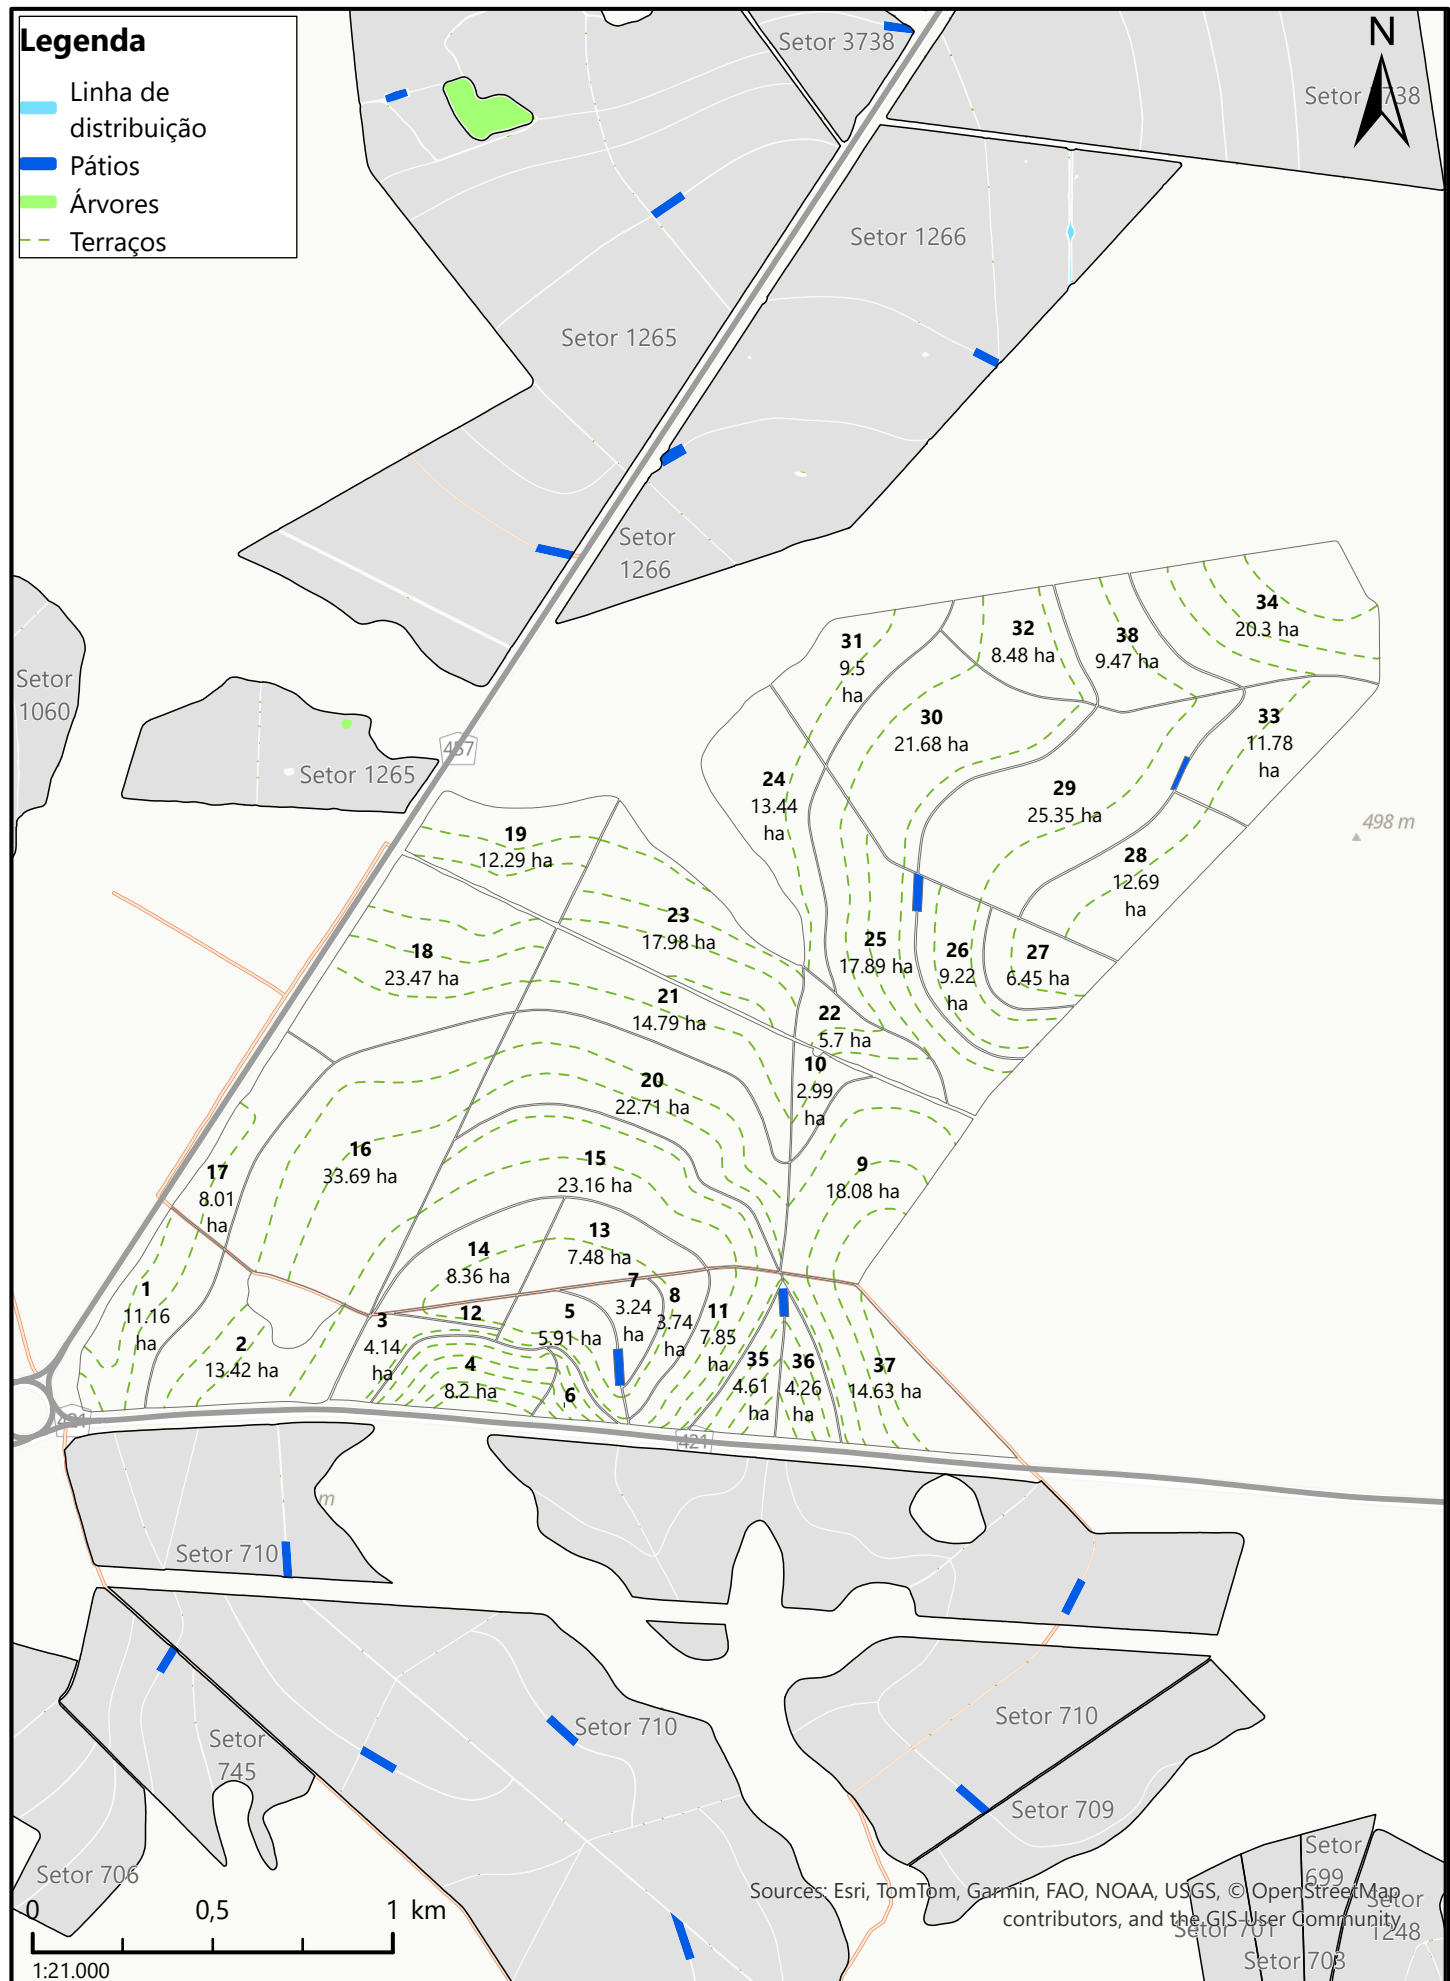 Legenda
Linha de
distribuição
Pátios
Árvores
Terraços
N
Setor 3738
Setor 3738
Setor 1266
Setor 1265
Setor
1266
Setor
1060
Setor 1265
457
498 m
34
20.3 ha
32
8.48 ha
38
9.47 ha
31
9.5
ha
30
21.68 ha
33
11.78
ha
24
13.44
ha
29
25.35 ha
28
12.69
ha
19
12.29 ha
23
17.98 ha
18
23.47 ha
25
17.89 ha
26
9.22
ha
27
6.45 ha
21
14.79 ha
22
5.7 ha
10
2.99
ha
20
22.71 ha
16
33.69 ha
15
23.16 ha
9
18.08 ha
17
8.01
ha
13
7.48 ha
14
8.36 ha
1
11.16
ha
7
3.24
ha
8
3.74
ha
12
5
5.91 ha
11
7.85
ha
3
4.14
ha
2
13.42 ha
4
8.2 ha
6
35
4.61
ha
36
4.26
ha
37
14.63 ha
421
421
m
Setor 710
Setor
745
Setor 710
Setor 710
Setor 709
Setor 706
Setor
699
Setor
1248
Setor 701
Setor 703
Sources: Esri, TomTom, Garmin, FAO, NOAA, USGS, © OpenStreetMap
contributors, and the GIS User Community
0 0,5 1 km
1:21.000